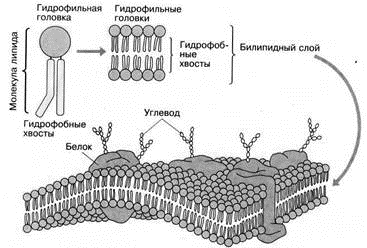 Гидрофильная
головка
Гидрофильные
головки
Молекула липида
Гидрофоб-
ные
хвосты
Билипидный слой
Гидрофобные
хвосты
Углевод
Белок